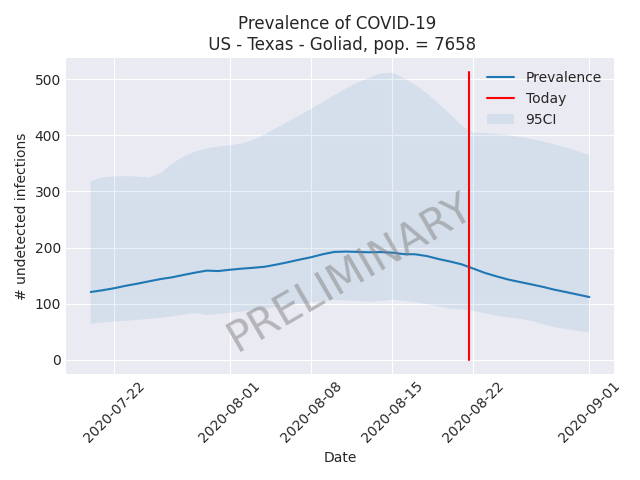 Prevalence of COVID-19
US - Texas - Goliad, pop. = 7658
500
400
300
200
100
0
# undetected infections
Prevalence
Today
95CI
PRELIMINARY
2020-07-22
2020-08-01
2020-08-08
2020-08-15
2020-08-22
2020-09-01
Date